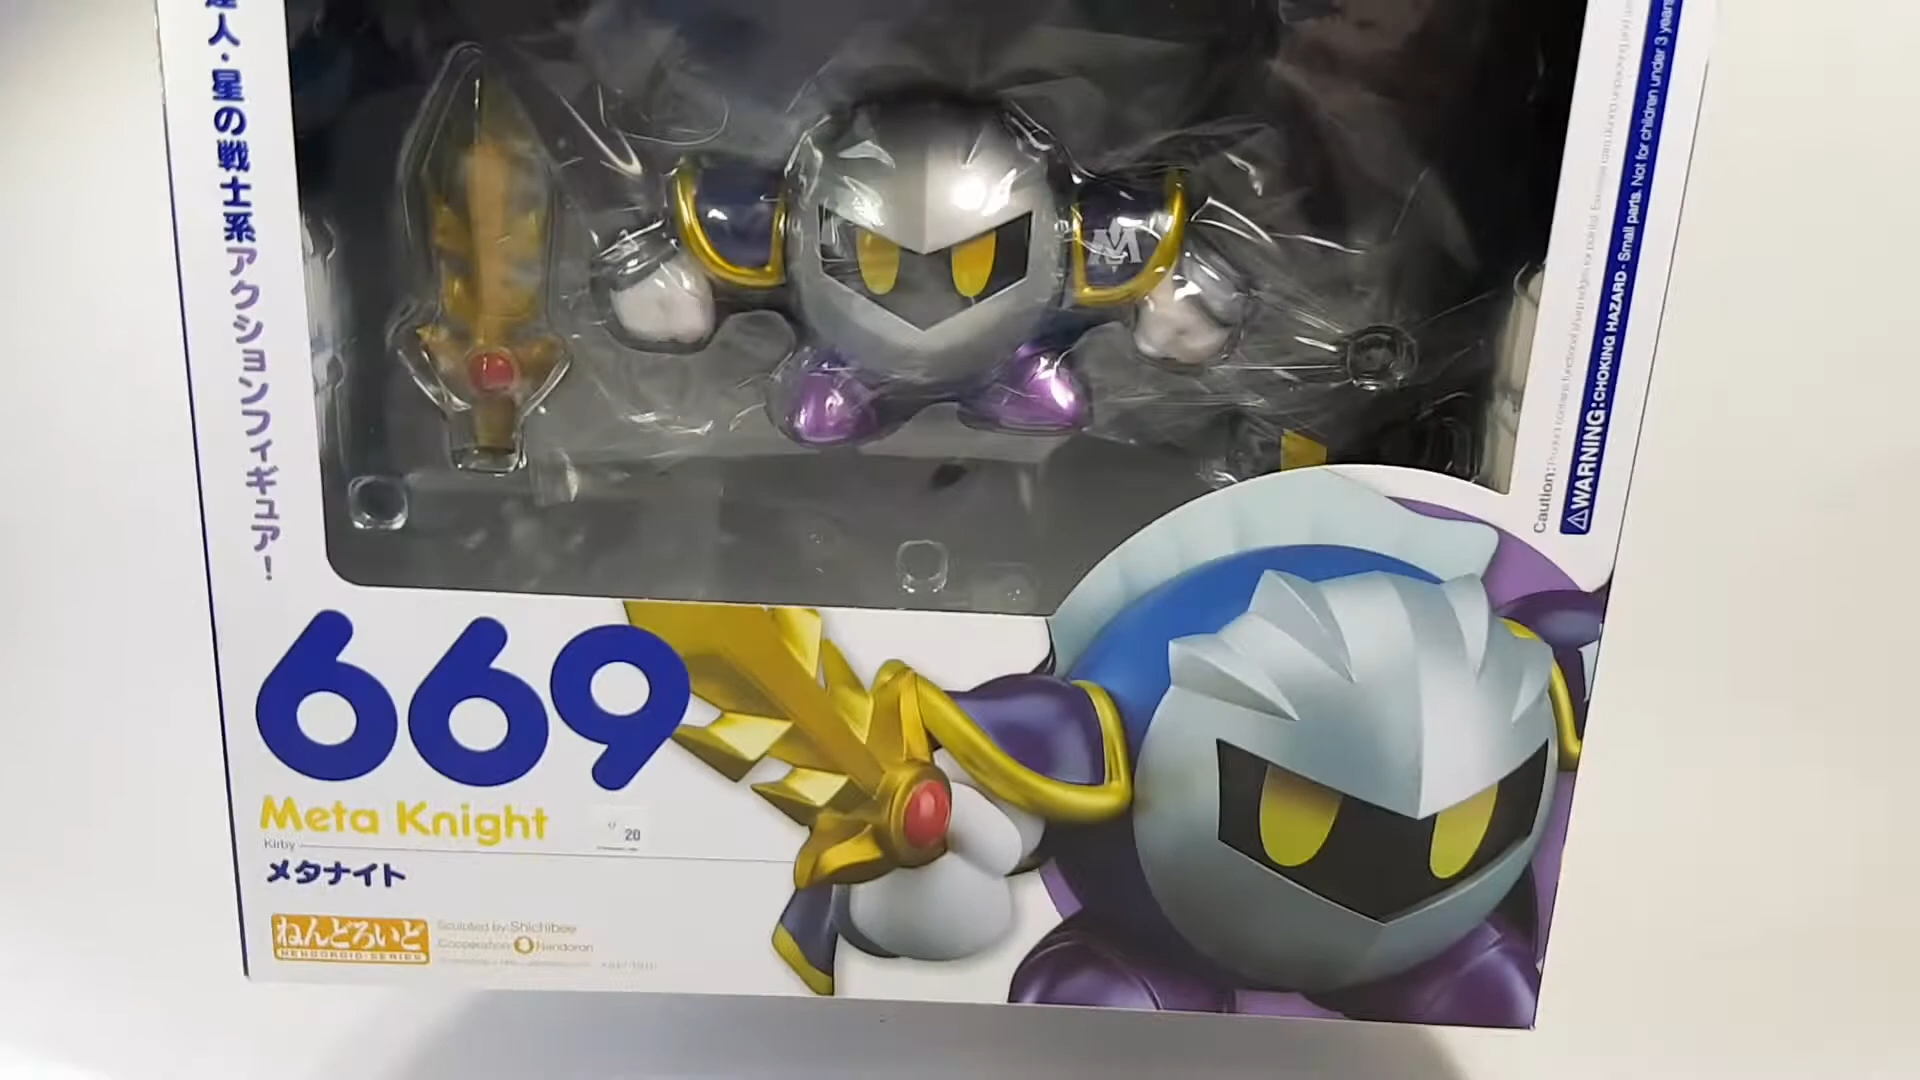 人・星の戦士系アクションフィギュア!
WARNING:CHOKING HAZARD - Small parts. Not for children under 3 years
Caution:
M
669
Meta Knight
20
Kirby
メタナイト
ねんどろいど
NENDOROID SERIES
Sculpted by Shichibee
Cooperation Nendoron